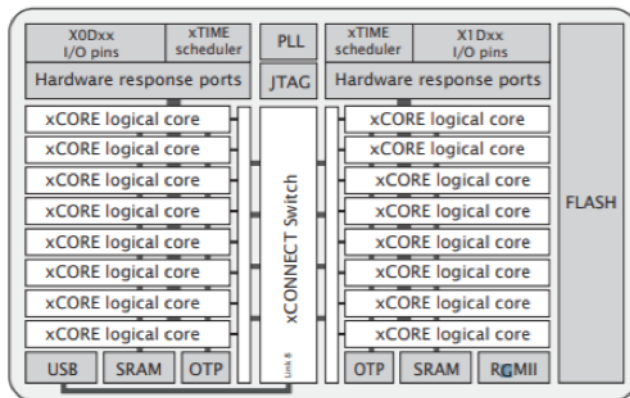 X0Dxx
I/O pins
xTIME
scheduler
PLL
xTIME
scheduler
X1Dxx
I/O pins
Hardware response ports
JTAG
Hardware response ports
xCORE logical core
xCORE logical core
xCORE logical core
xCORE logical core
xCORE logical core
xCORE logical core
xCORE logical core
xCORE logical core
USB
SRAM
OTP
xCONNECT Switch
Link 8
xCORE logical core
xCORE logical core
xCORE logical core
xCORE logical core
xCORE logical core
xCORE logical core
xCORE logical core
xCORE logical core
OTP
SRAM
RGMII
FLASH